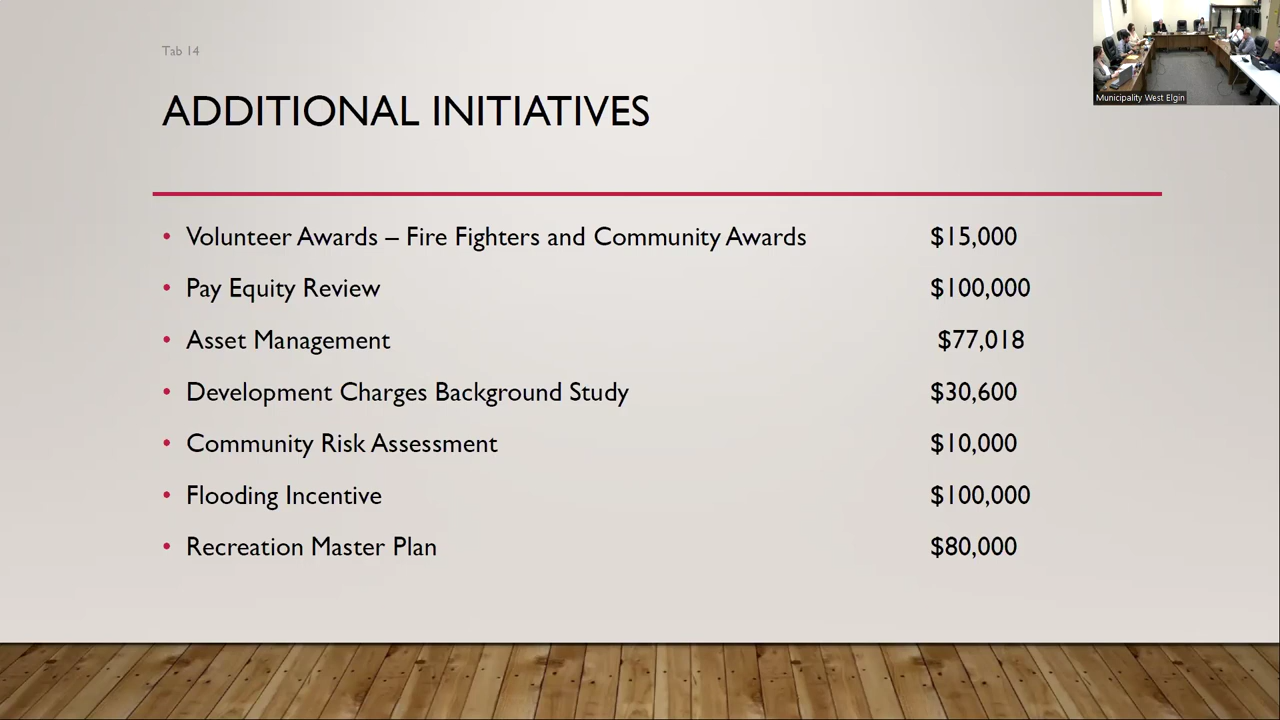 Tab 14
ADDITIONAL INITIATIVES
Municipality West Elgin
• Volunteer Awards – Fire Fighters and Community Awards $15,000
• Pay Equity Review $100,000
• Asset Management $77,018
• Development Charges Background Study $30,600
• Community Risk Assessment $10,000
• Flooding Incentive $100,000
• Recreation Master Plan $80,000